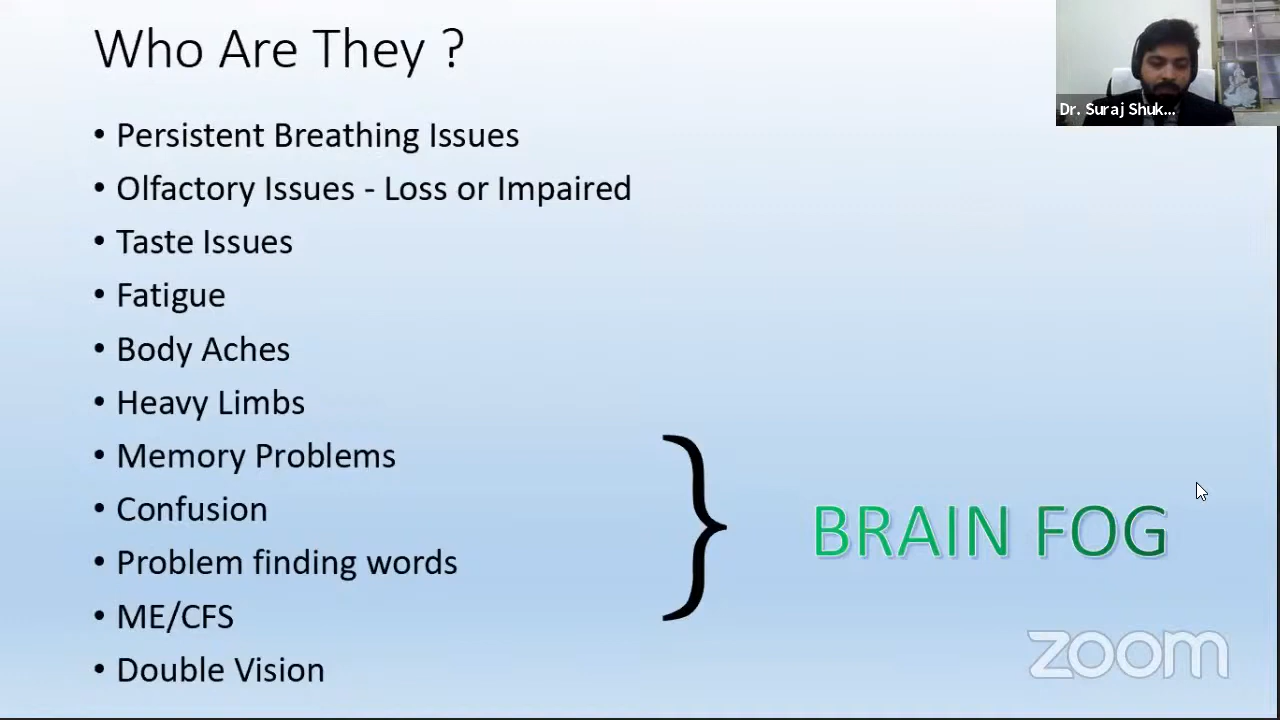 Who Are They ?
Dr. Suraj Shuk...
• Persistent Breathing Issues
• Olfactory Issues - Loss or Impaired
• Taste Issues
• Fatigue
• Body Aches
• Heavy Limbs
• Memory Problems
• Confusion
• Problem finding words
• ME/CFS
• Double Vision
}
BRAIN FOG
zoom